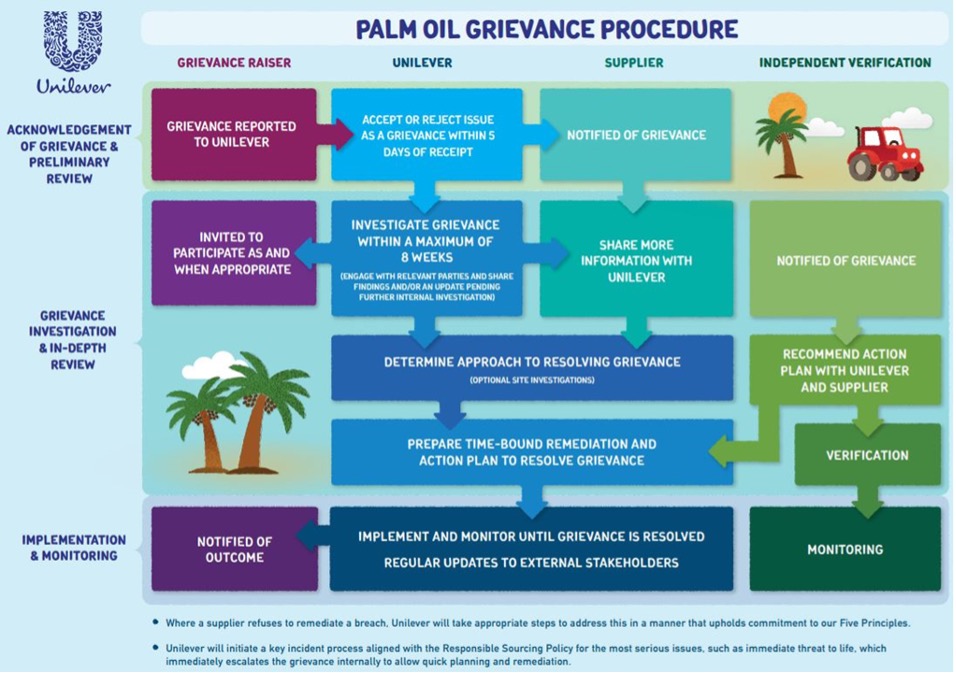 PALM OIL GRIEVANCE PROCEDURE
Unilever
GRIEVANCE RAISER
UNILEVER
SUPPLIER
INDEPENDENT VERIFICATION
ACKNOWLEDGEMENT
OF GRIEVANCE &
PRELIMINARY
REVIEW
GRIEVANCE REPORTED
TO UNILEVER
ACCEPT OR REJECT ISSUE
AS A GRIEVANCE WITHIN 5
DAYS OF RECEIPT
NOTIFIED OF GRIEVANCE
GRIEVANCE
INVESTIGATION
& IN-DEPTH
REVIEW
INVITED TO
PARTICIPATE AS AND
WHEN APPROPRIATE
INVESTIGATE GRIEVANCE
WITHIN A MAXIMUM OF
8 WEEKS
(ENGAGE WITH RELEVANT PARTIES AND SHARE
FINDINGS AND/OR AN UPDATE PENDING
FURTHER INTERNAL INVESTIGATION)
SHARE MORE
INFORMATION WITH
UNILEVER
NOTIFIED OF GRIEVANCE
DETERMINE APPROACH TO RESOLVING GRIEVANCE
(OPTIONAL SITE INVESTIGATIONS)
RECOMMEND ACTION
PLAN WITH UNILEVER
AND SUPPLIER
PREPARE TIME-BOUND REMEDIATION AND
ACTION PLAN TO RESOLVE GRIEVANCE
VERIFICATION
IMPLEMENTATION
& MONITORING
NOTIFIED OF
OUTCOME
IMPLEMENT AND MONITOR UNTIL GRIEVANCE IS RESOLVED
REGULAR UPDATES TO EXTERNAL STAKEHOLDERS
MONITORING
• Where a supplier refuses to remediate a breach, Unilever will take appropriate steps to address this in a manner that upholds commitment to our Five Principles.
• Unilever will initiate a key incident process aligned with the Responsible Sourcing Policy for the most serious issues, such as immediate threat to life, which
immediately escalates the grievance internally to allow quick planning and remediation.